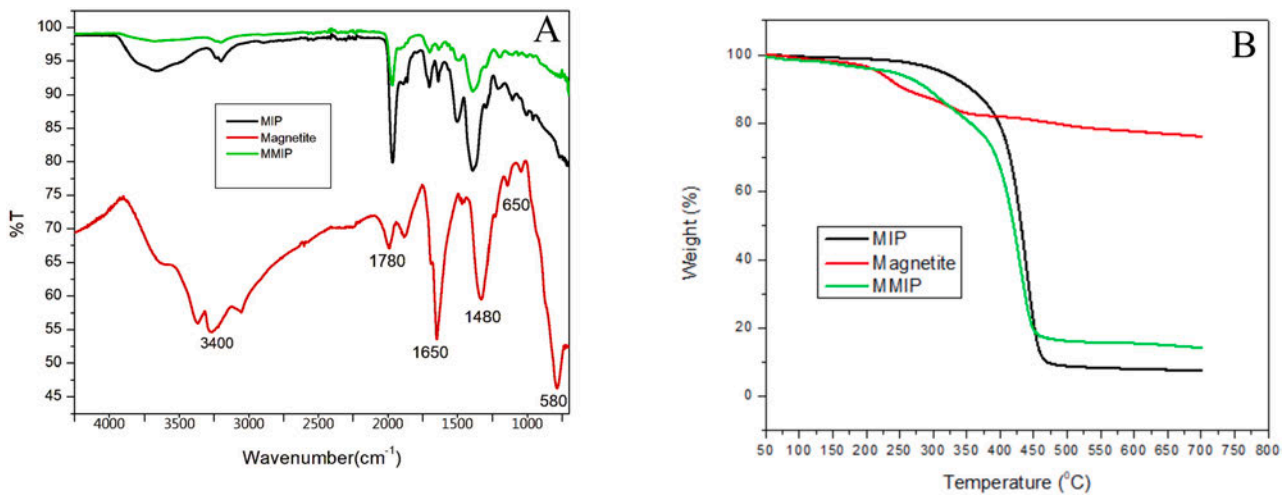 A
100
95
90
85
80
75
70
65
60
55
50
45
%T
MIP
Magnetite
MMIP
3400
1780
1650
1480
650
580
4000 3500 3000 2500 2000 1500 1000
Wavenumber(cm⁻¹)
B
100
80
60
40
20
0
Weight (%)
MIP
Magnetite
MMIP
50 100 150 200 250 300 350 400 450 500 550 600 650 700 750 800
Temperature (⁰C)